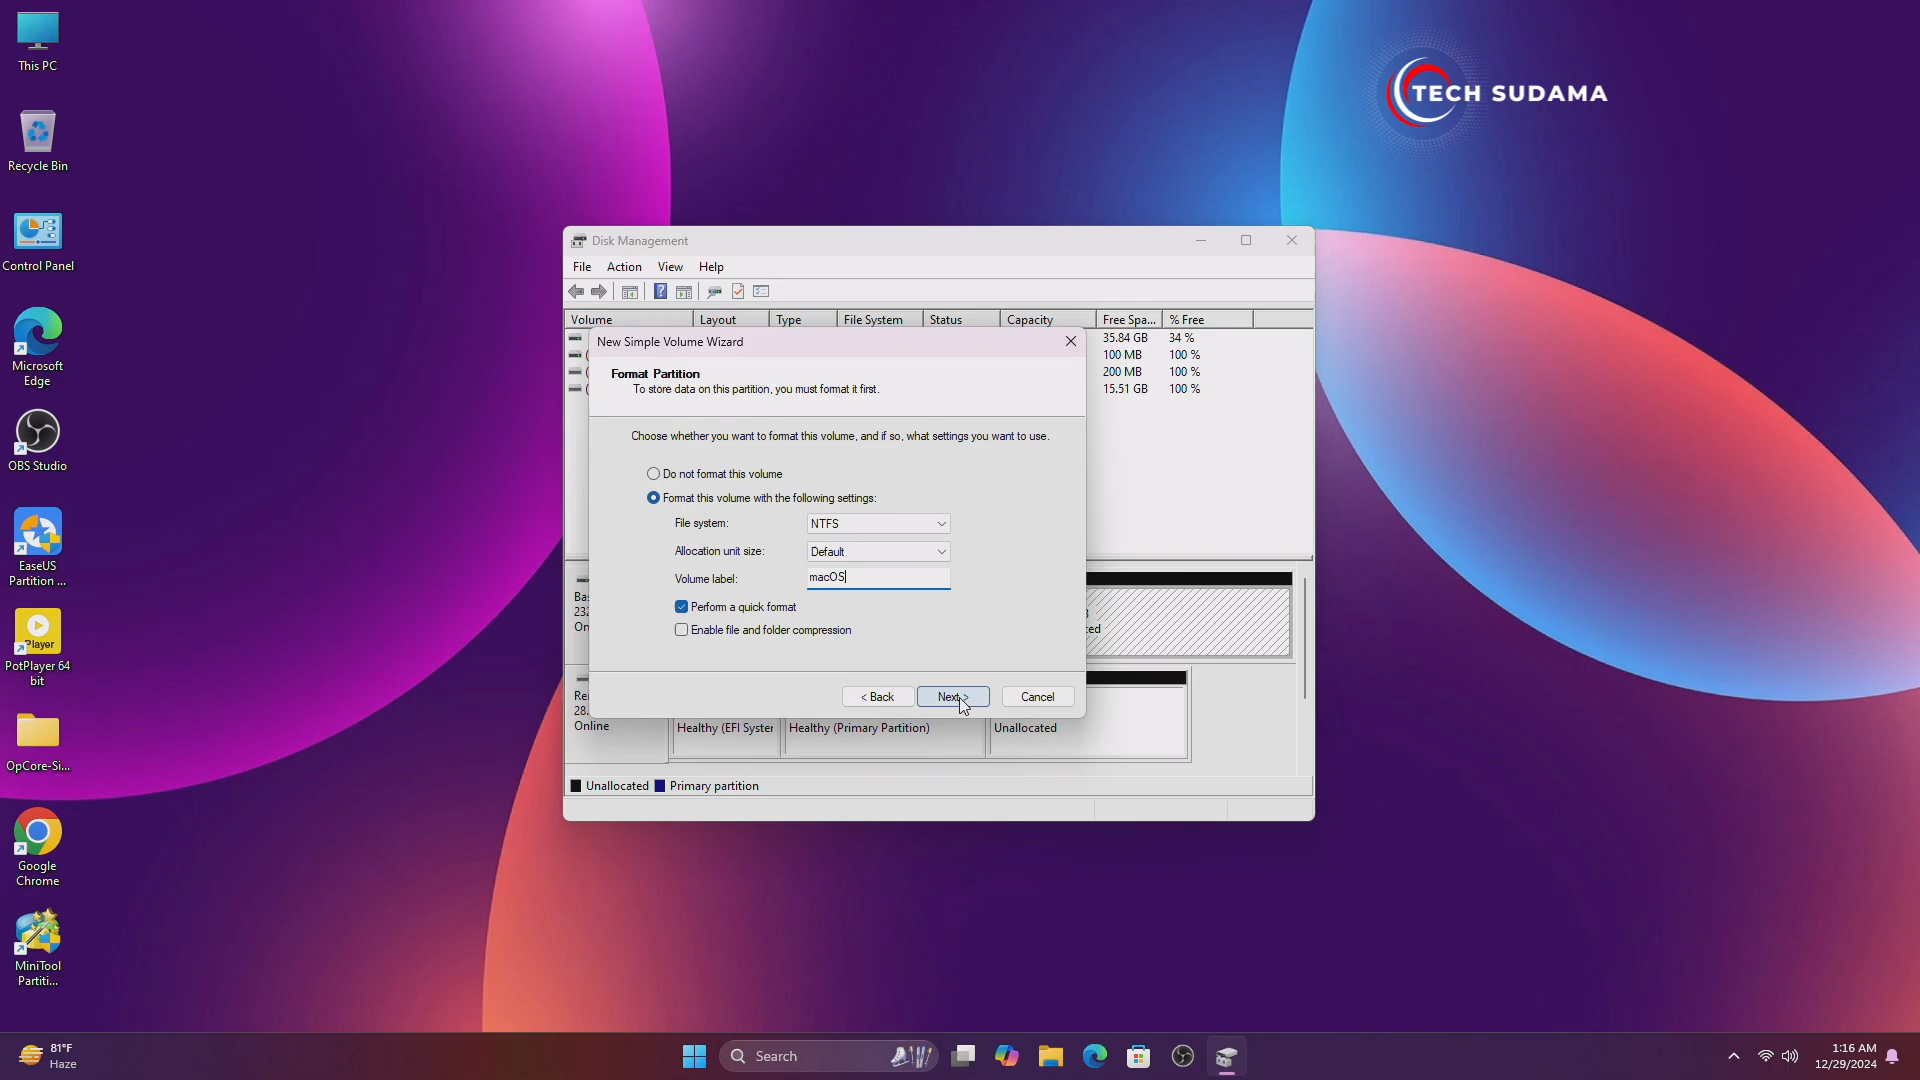 This PC
Recycle Bin
Control Panel
Microsoft
Edge
OBS Studio
EaseUS
Partition ...
Player
PotPlayer 64
bit
OpCore-Si...
Google
Chrome
MiniTool
Partiti...
TECH SUDAMA
Disk Management
File Action View Help
Volume Layout Type File System Status Capacity Free Spa... % Free
35.84 GB 34 %
100 MB 100 %
200 MB 100 %
15.51 GB 100 %
New Simple Volume Wizard
Format Partition
To store data on this partition, you must format it first.
Choose whether you want to format this volume, and if so, what settings you want to use.
Do not format this volume
Format this volume with the following settings:
File system: NTFS
Allocation unit size: Default
Volume label: macOS
Perform a quick format
Enable file and folder compression
< Back Next > Cancel
Online
Healthy (EFI Syster Healthy (Primary Partition) Unallocated
Unallocated Primary partition
81°F
Haze
Search
1:16 AM
12/29/2024